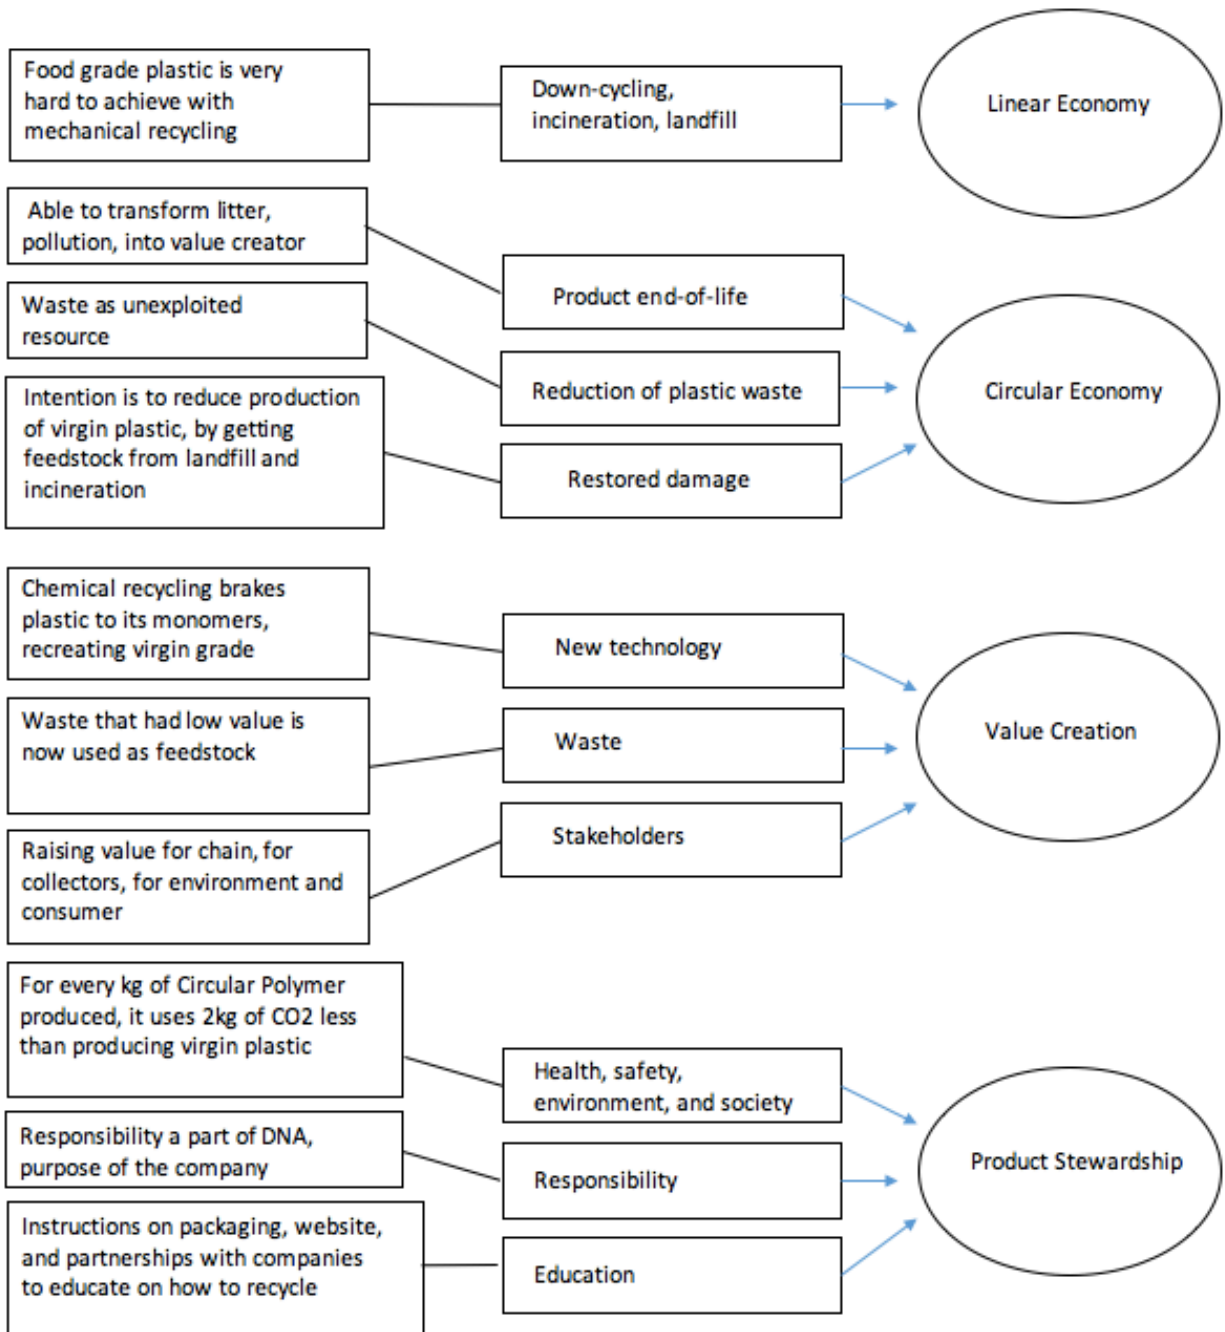 Food grade plastic is very
hard to achieve with
mechanical recycling
Down-cycling,
incineration, landfill
Linear Economy
Able to transform litter,
pollution, into value creator
Product end-of-life
Waste as unexploited
resource
Reduction of plastic waste
Circular Economy
Intention is to reduce production
of virgin plastic, by getting
feedstock from landfill and
incineration
Restored damage
Chemical recycling brakes
plastic to its monomers,
recreating virgin grade
New technology
Waste that had low value is
now used as feedstock
Waste
Value Creation
Stakeholders
Raising value for chain, for
collectors, for environment and
consumer
For every kg of Circular Polymer
produced, it uses 2kg of CO2 less
than producing virgin plastic
Health, safety,
environment, and society
Responsibility a part of DNA,
purpose of the company
Responsibility
Product Stewardship
Instructions on packaging, website,
and partnerships with companies
to educate on how to recycle
Education